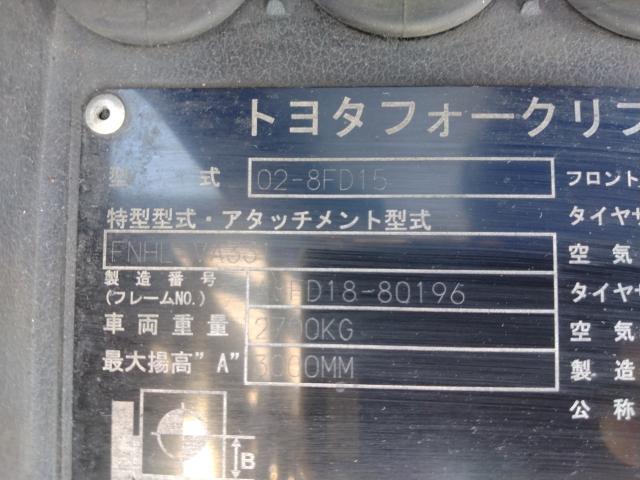 トヨタフォークリフ
型 式 02-8FD15
フロント
特型型式・アタッチメント型式
タイヤサ
空気
製造番号
(フレームNO.)
タイヤサ
車両重量
空気
最大揚高"A" 3000MM
製造
公称
B